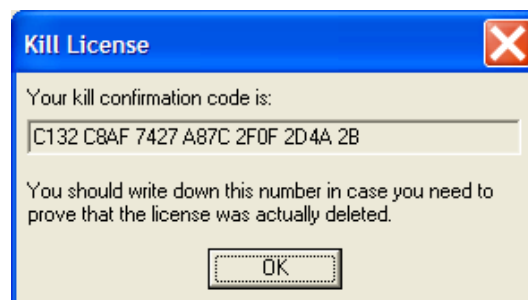 Kill License
Your kill confirmation code is:
C132 C8AF 7427 A87C 2F0F 2D4A 2B
You should write down this number in case you need to
prove that the license was actually deleted.
OK